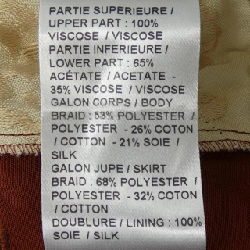 PARTIE SUPERIEURE /
UPPER PART : 100%
VISCOSE / VISCOSE
PARTIE INFERIEURE /
LOWER PART : 65%
ACÉTATE / ACETATE -
35% VISCOSE / VISCOSE
GALON CORPS / BODY
BRAID : 53% POLYESTER /
POLYESTER - 26% COTON
/ COTTON - 21% SOIE /
SILK
GALON JUPE / SKIRT
BRAID : 68% POLYESTER /
POLYESTER - 32% COTON
/ COTTON
DOUBLURE / LINING : 100%
SOIE / SILK